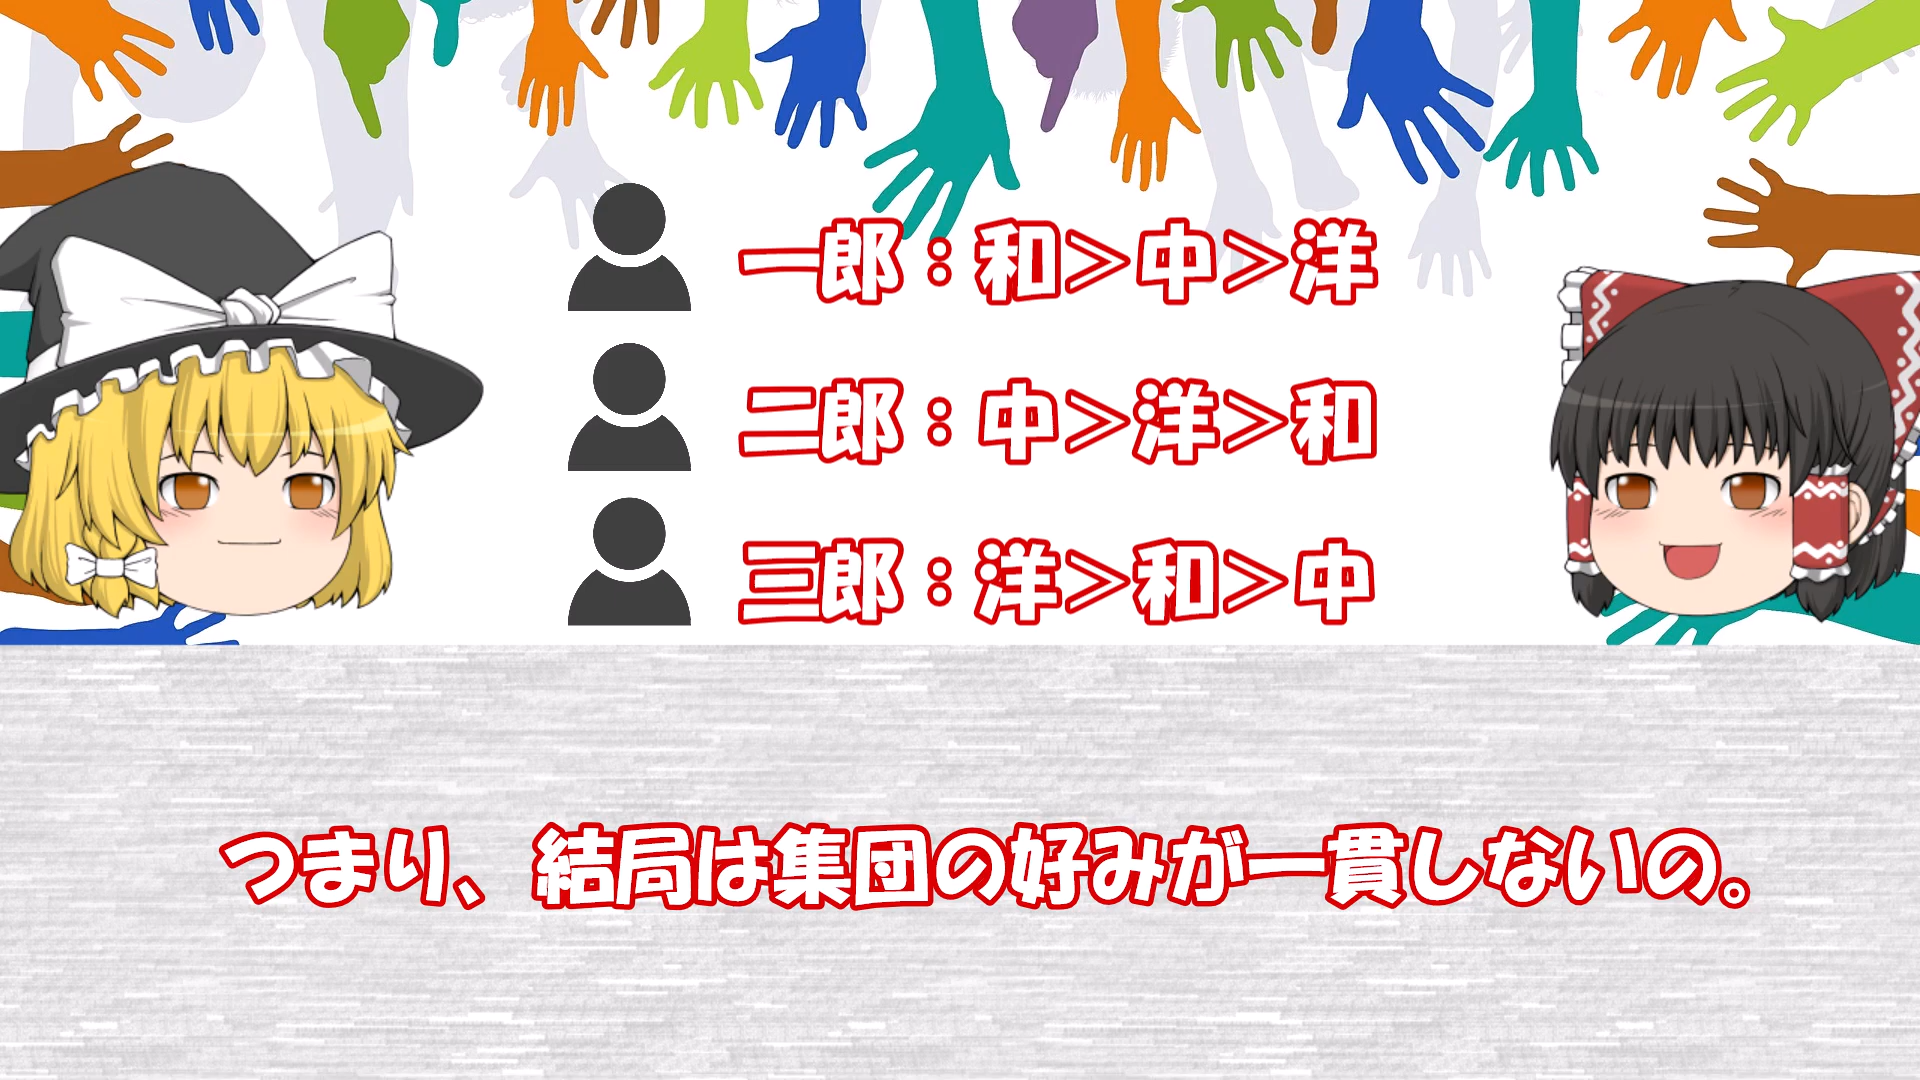 一郎：和＞中＞洋
二郎：中＞洋＞和
三郎：洋＞和＞中
つまり、結局は集団の好みが一貫しないの。